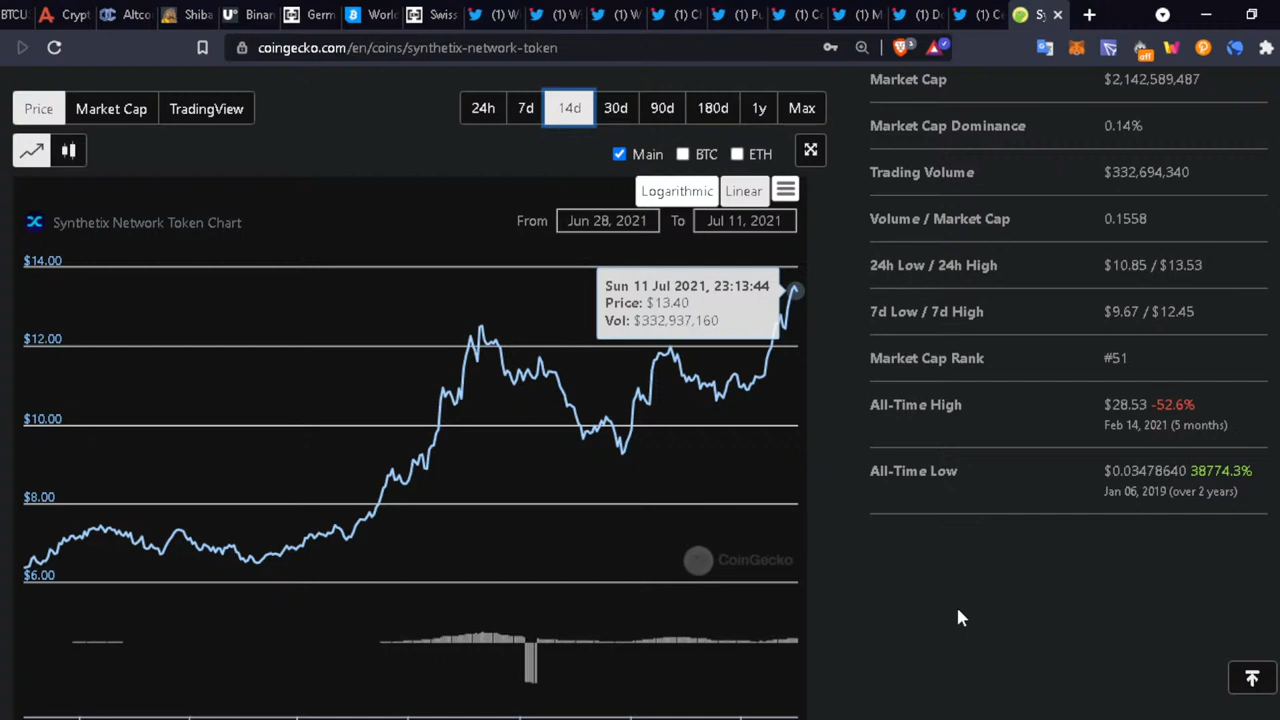 BTCUS Crypt Altco Shiba Binan Germ World Swiss (1) W (1) W (1) W (1) Cl (1) Pu (1) Ce (1) M (1) De (1) Ce Sy
coingecko.com/en/coins/synthetix-network-token
3
off
Price Market Cap TradingView
24h 7d 14d 30d 90d 180d 1y Max
Main BTC ETH
Logarithmic Linear
Synthetix Network Token Chart
From Jun 28, 2021 To Jul 11, 2021
$14.00
$12.00
$10.00
$8.00
$6.00
Sun 11 Jul 2021, 23:13:44
Price: $13.40
Vol: $332,937,160
CoinGecko
Market Cap $2,142,589,487
Market Cap Dominance 0.14%
Trading Volume $332,694,340
Volume / Market Cap 0.1558
24h Low / 24h High $10.85 / $13.53
7d Low / 7d High $9.67 / $12.45
Market Cap Rank #51
All-Time High $28.53 -52.6%
Feb 14, 2021 (5 months)
All-Time Low $0.03478640 38774.3%
Jan 06, 2019 (over 2 years)